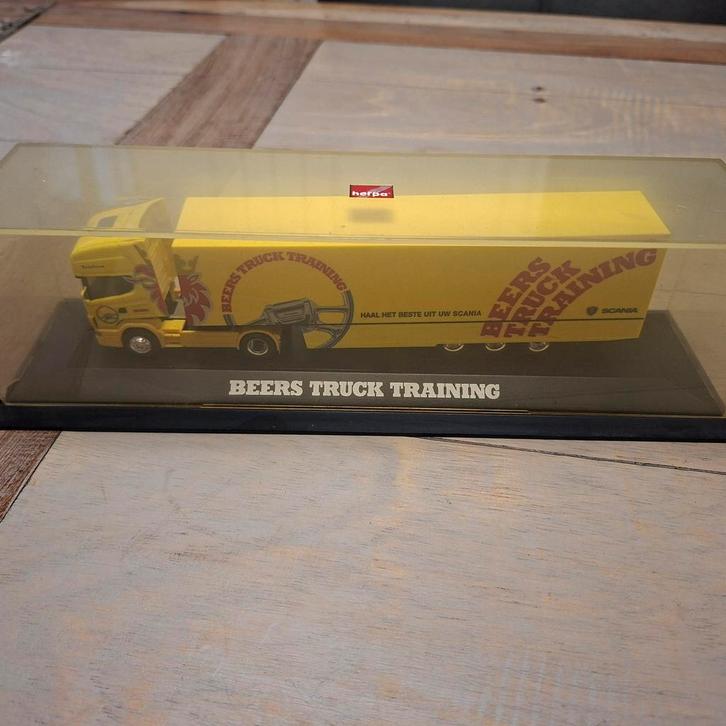 herpa
BEERS TRUCK TRAINING
HAAL HET BESTE UIT UW SCANIA
BEERS
TRUCK
TRAINING
SCANIA
BEERS TRUCK TRAINING